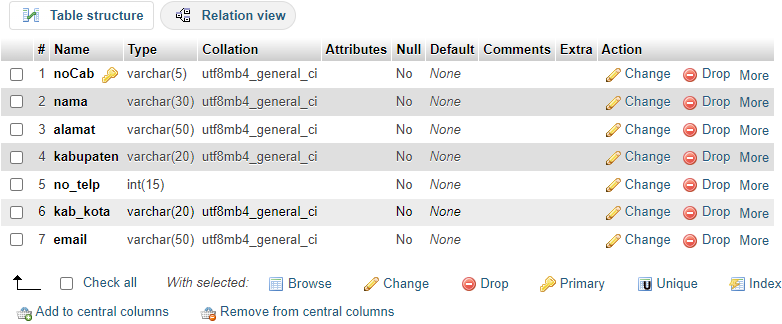 Table structure Relation view
# Name Type Collation Attributes Null Default Comments Extra Action
1 noCab varchar(5) utf8mb4_general_ci No None Change Drop More
2 nama varchar(30) utf8mb4_general_ci No None Change Drop More
3 alamat varchar(50) utf8mb4_general_ci No None Change Drop More
4 kabupaten varchar(20) utf8mb4_general_ci No None Change Drop More
5 no_telp int(15) No None Change Drop More
6 kab_kota varchar(20) utf8mb4_general_ci No None Change Drop More
7 email varchar(50) utf8mb4_general_ci No None Change Drop More
Check all With selected: Browse Change Drop Primary Unique Index
Add to central columns Remove from central columns